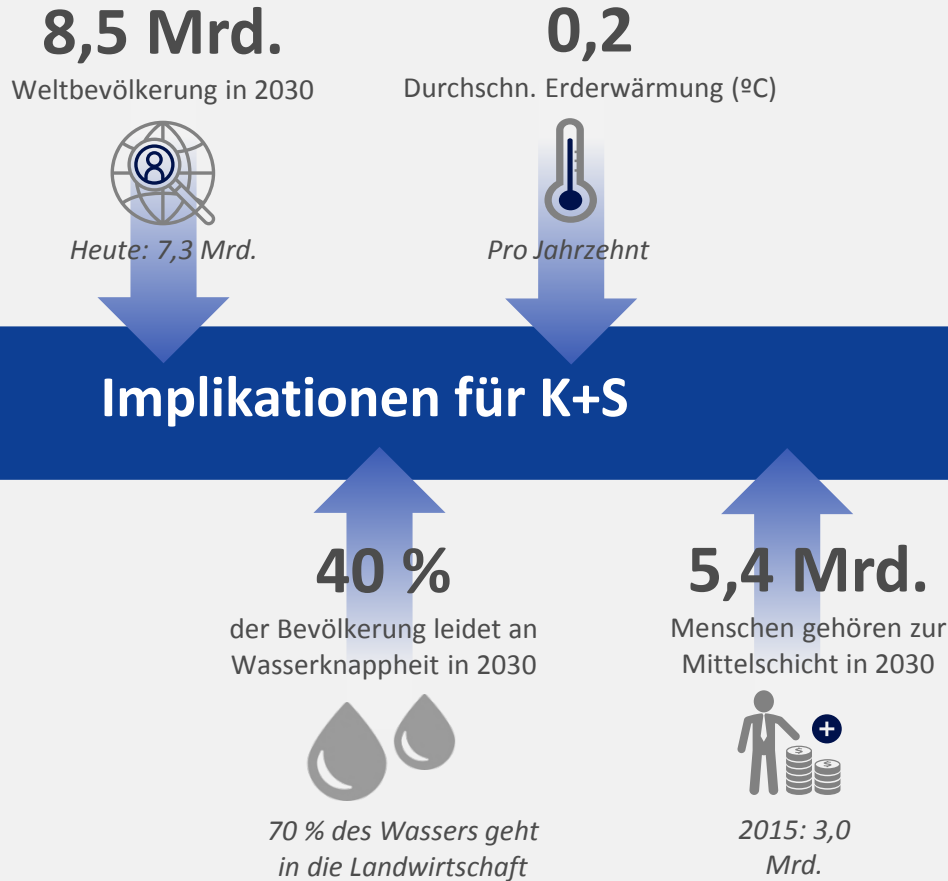 8,5 Mrd.
Weltbevölkerung in 2030
Heute: 7,3 Mrd.
0,2
Durchschn. Erderwärmung (ºC)
Pro Jahrzehnt
Implikationen für K+S
40 %
der Bevölkerung leidet an
Wasserknappheit in 2030
70 % des Wassers geht
in die Landwirtschaft
5,4 Mrd.
Menschen gehören zur
Mittelschicht in 2030
2015: 3,0
Mrd.